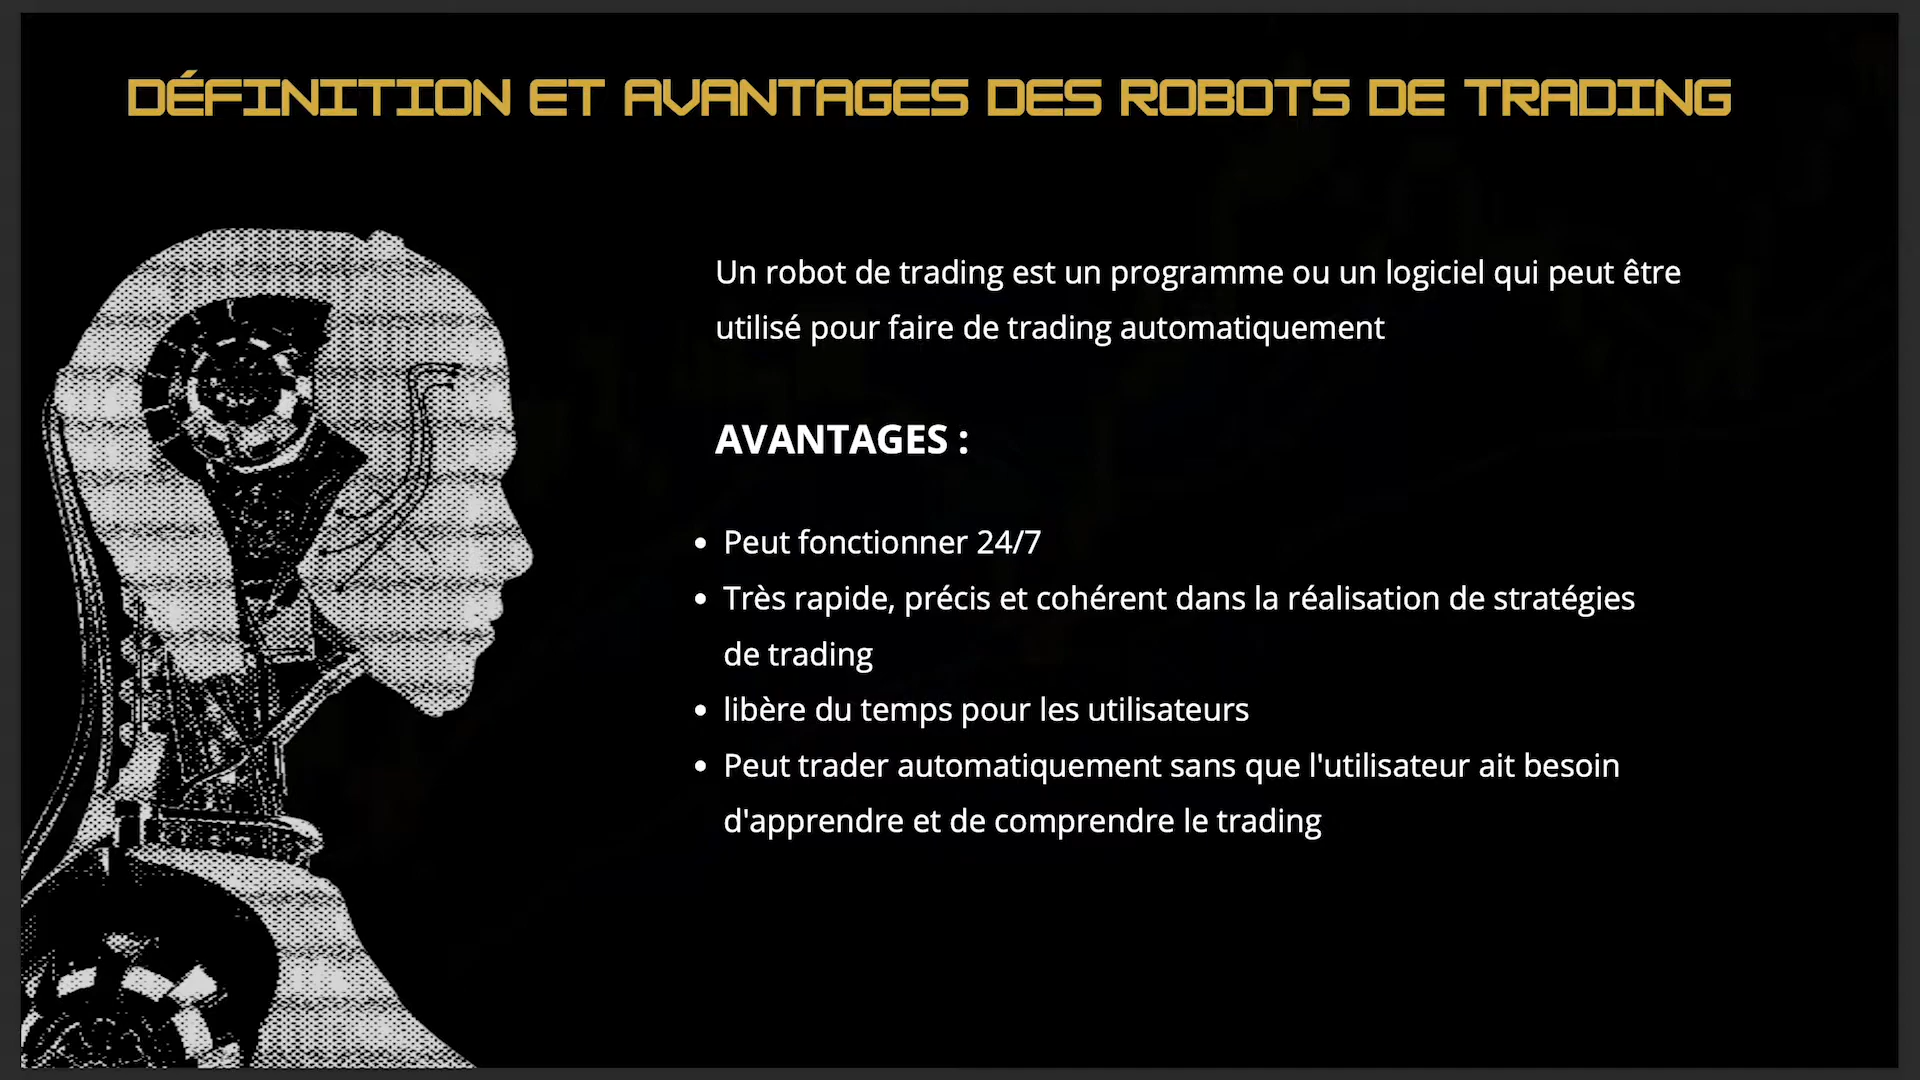 DÉFINITION ET AVANTAGES DES ROBOTS DE TRADING
Un robot de trading est un programme ou un logiciel qui peut être
utilisé pour faire de trading automatiquement
AVANTAGES :
• Peut fonctionner 24/7
• Très rapide, précis et cohérent dans la réalisation de stratégies
de trading
• libère du temps pour les utilisateurs
• Peut trader automatiquement sans que l'utilisateur ait besoin
d'apprendre et de comprendre le trading